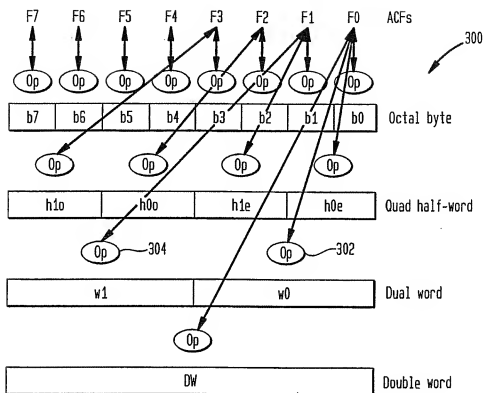 F7 F6 F5 F4 F3 F2 F1 F0 ACFs
300
Op Op Op Op Op Op Op Op
b7 b6 b5 b4 b3 b2 b1 b0 Octal byte
Op Op Op Op
h1o h0o h1e h0e Quad half-word
Op 304 Op 302
w1 w0 Dual word
Op
DW Double word